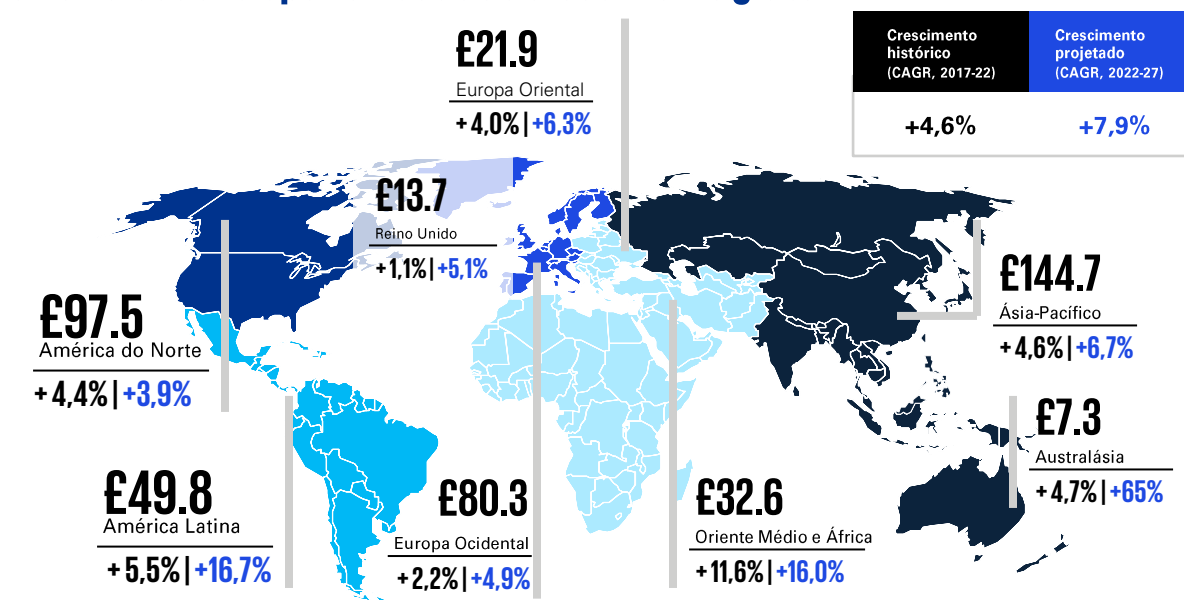 Crescimento
histórico
(CAGR, 2017-22)
Crescimento
projetado
(CAGR, 2022-27)
+4,6%
+7,9%
£21.9
Europa Oriental
+4,0%|+6,3%
£13.7
Reino Unido
+1,1%|+5,1%
£97.5
América do Norte
+4,4%|+3,9%
£144.7
Ásia-Pacífico
+4,6%|+6,7%
£7.3
Australásia
+4,7%|+65%
£49.8
América Latina
+5,5%|+16,7%
£80.3
Europa Ocidental
+2,2%|+4,9%
£32.6
Oriente Médio e África
+11,6%|+16,0%